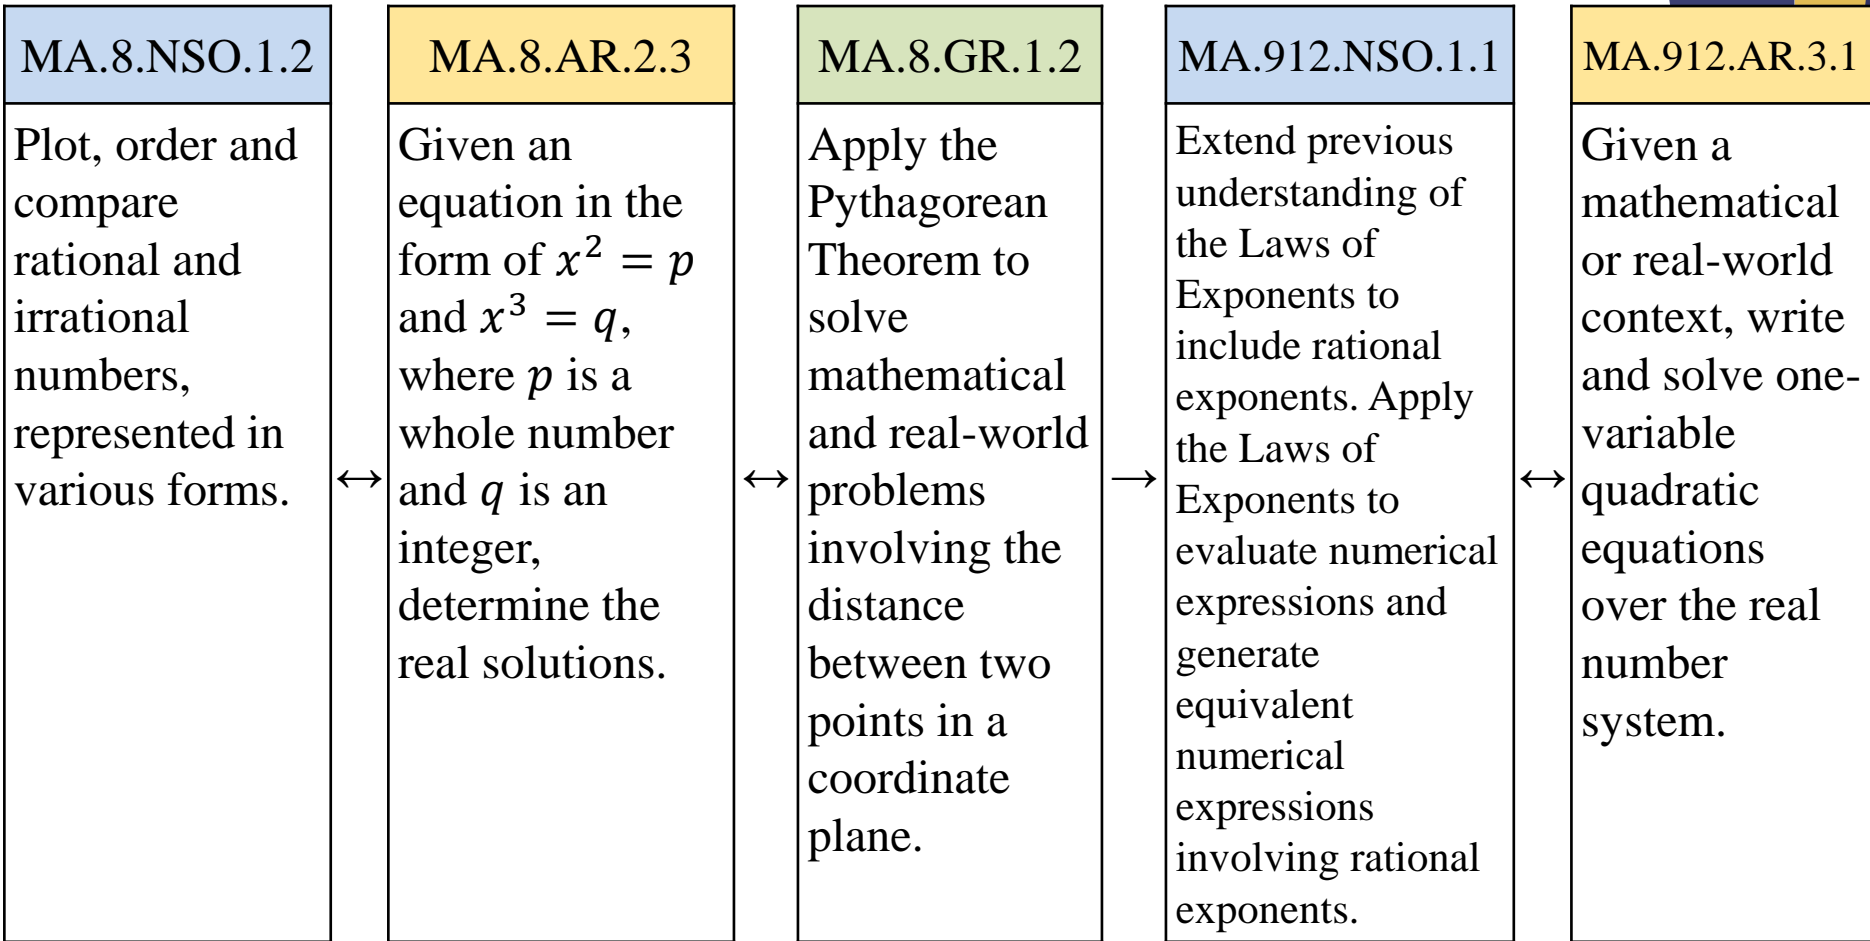 MA.8.NSO.1.2
Plot, order and
compare
rational and
irrational
numbers,
represented in
various forms.
↔
MA.8.AR.2.3
Given an
equation in the
form of 𝑥² = 𝑝
and 𝑥³ = 𝑞,
where 𝑝 is a
whole number
and 𝑞 is an
integer,
determine the
real solutions.
↔
MA.8.GR.1.2
Apply the
Pythagorean
Theorem to
solve
mathematical
and real-world
problems
involving the
distance
between two
points in a
coordinate
plane.
→
MA.912.NSO.1.1
Extend previous
understanding of
the Laws of
Exponents to
include rational
exponents. Apply
the Laws of
Exponents to
evaluate numerical
expressions and
generate
equivalent
numerical
expressions
involving rational
exponents.
↔
MA.912.AR.3.1
Given a
mathematical
or real-world
context, write
and solve one-
variable
quadratic
equations
over the real
number
system.